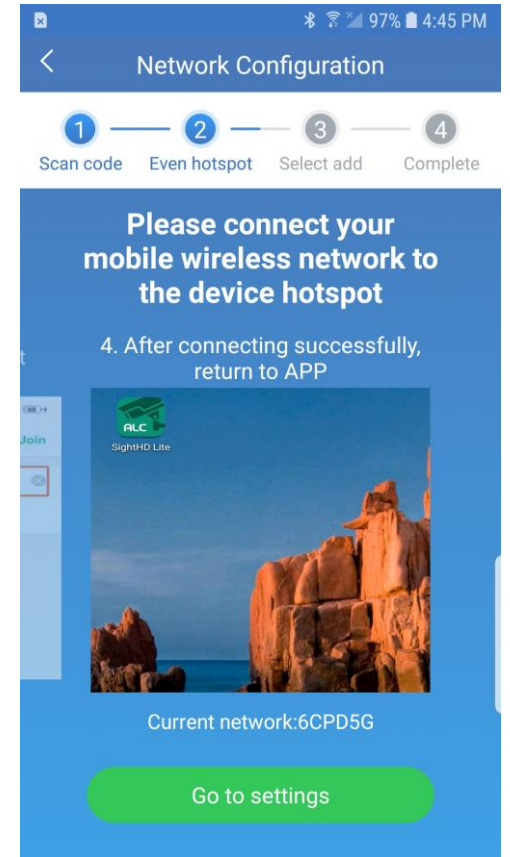 97% 4:45 PM
Network Configuration
1 2 3 4
Scan code Even hotspot Select add Complete
Please connect your
mobile wireless network to
the device hotspot
4. After connecting successfully,
return to APP
t
Join
ALC
SightHD Lite
Current network:6CPD5G
Go to settings